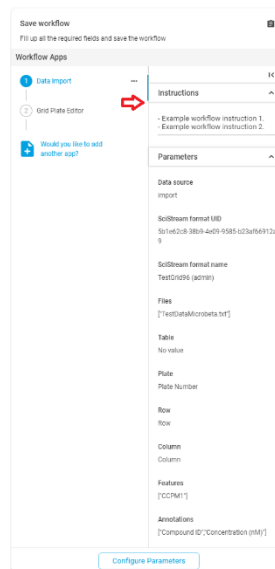 Save workflow
Fill up all the required fields and save the workflow
Workflow Apps
1 Data Import ...
2 Grid Plate Editor
Would you like to add
another app?
Instructions
- Example workflow instruction 1.
- Example workflow instruction 2.
Parameters
Data source
import
SciStream format UID
5b1e62c8-38b9-4e09-9585-b23af66912a
9
SciStream format name
TestGrid96 (admin)
Files
["TestDataMicrobeta.txt"]
Table
No value
Plate
Plate Number
Row
Row
Column
Column
Features
["CCPM1"]
Annotations
["Compound ID","Concentration (nM)"]
Configure Parameters